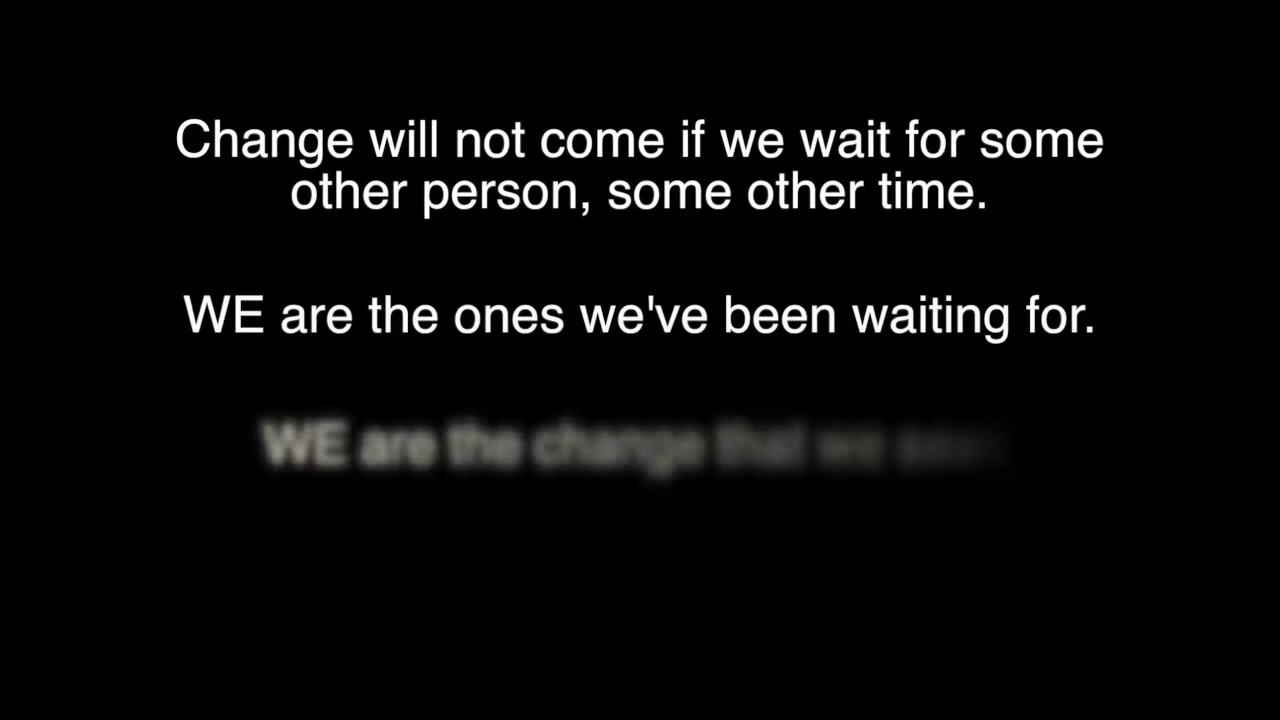 Change will not come if we wait for some
other person, some other time.
WE are the ones we've been waiting for.
WE are the change that we